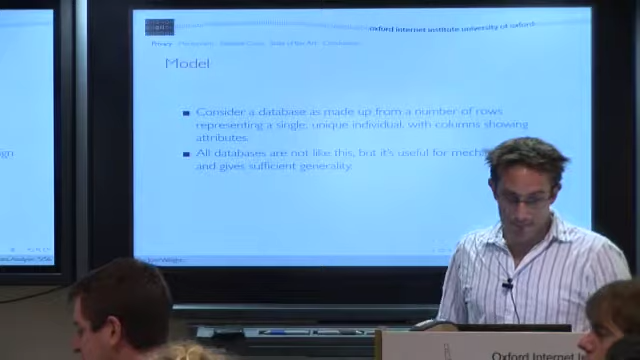 oxford internet institute university of oxford
Privacy
Model
Consider a database as made up from a number of rows
representing a single, unique individual, with columns showing
attributes.
All databases are not like this, but it's useful for
and gives sufficient generality.
Oxford Internet